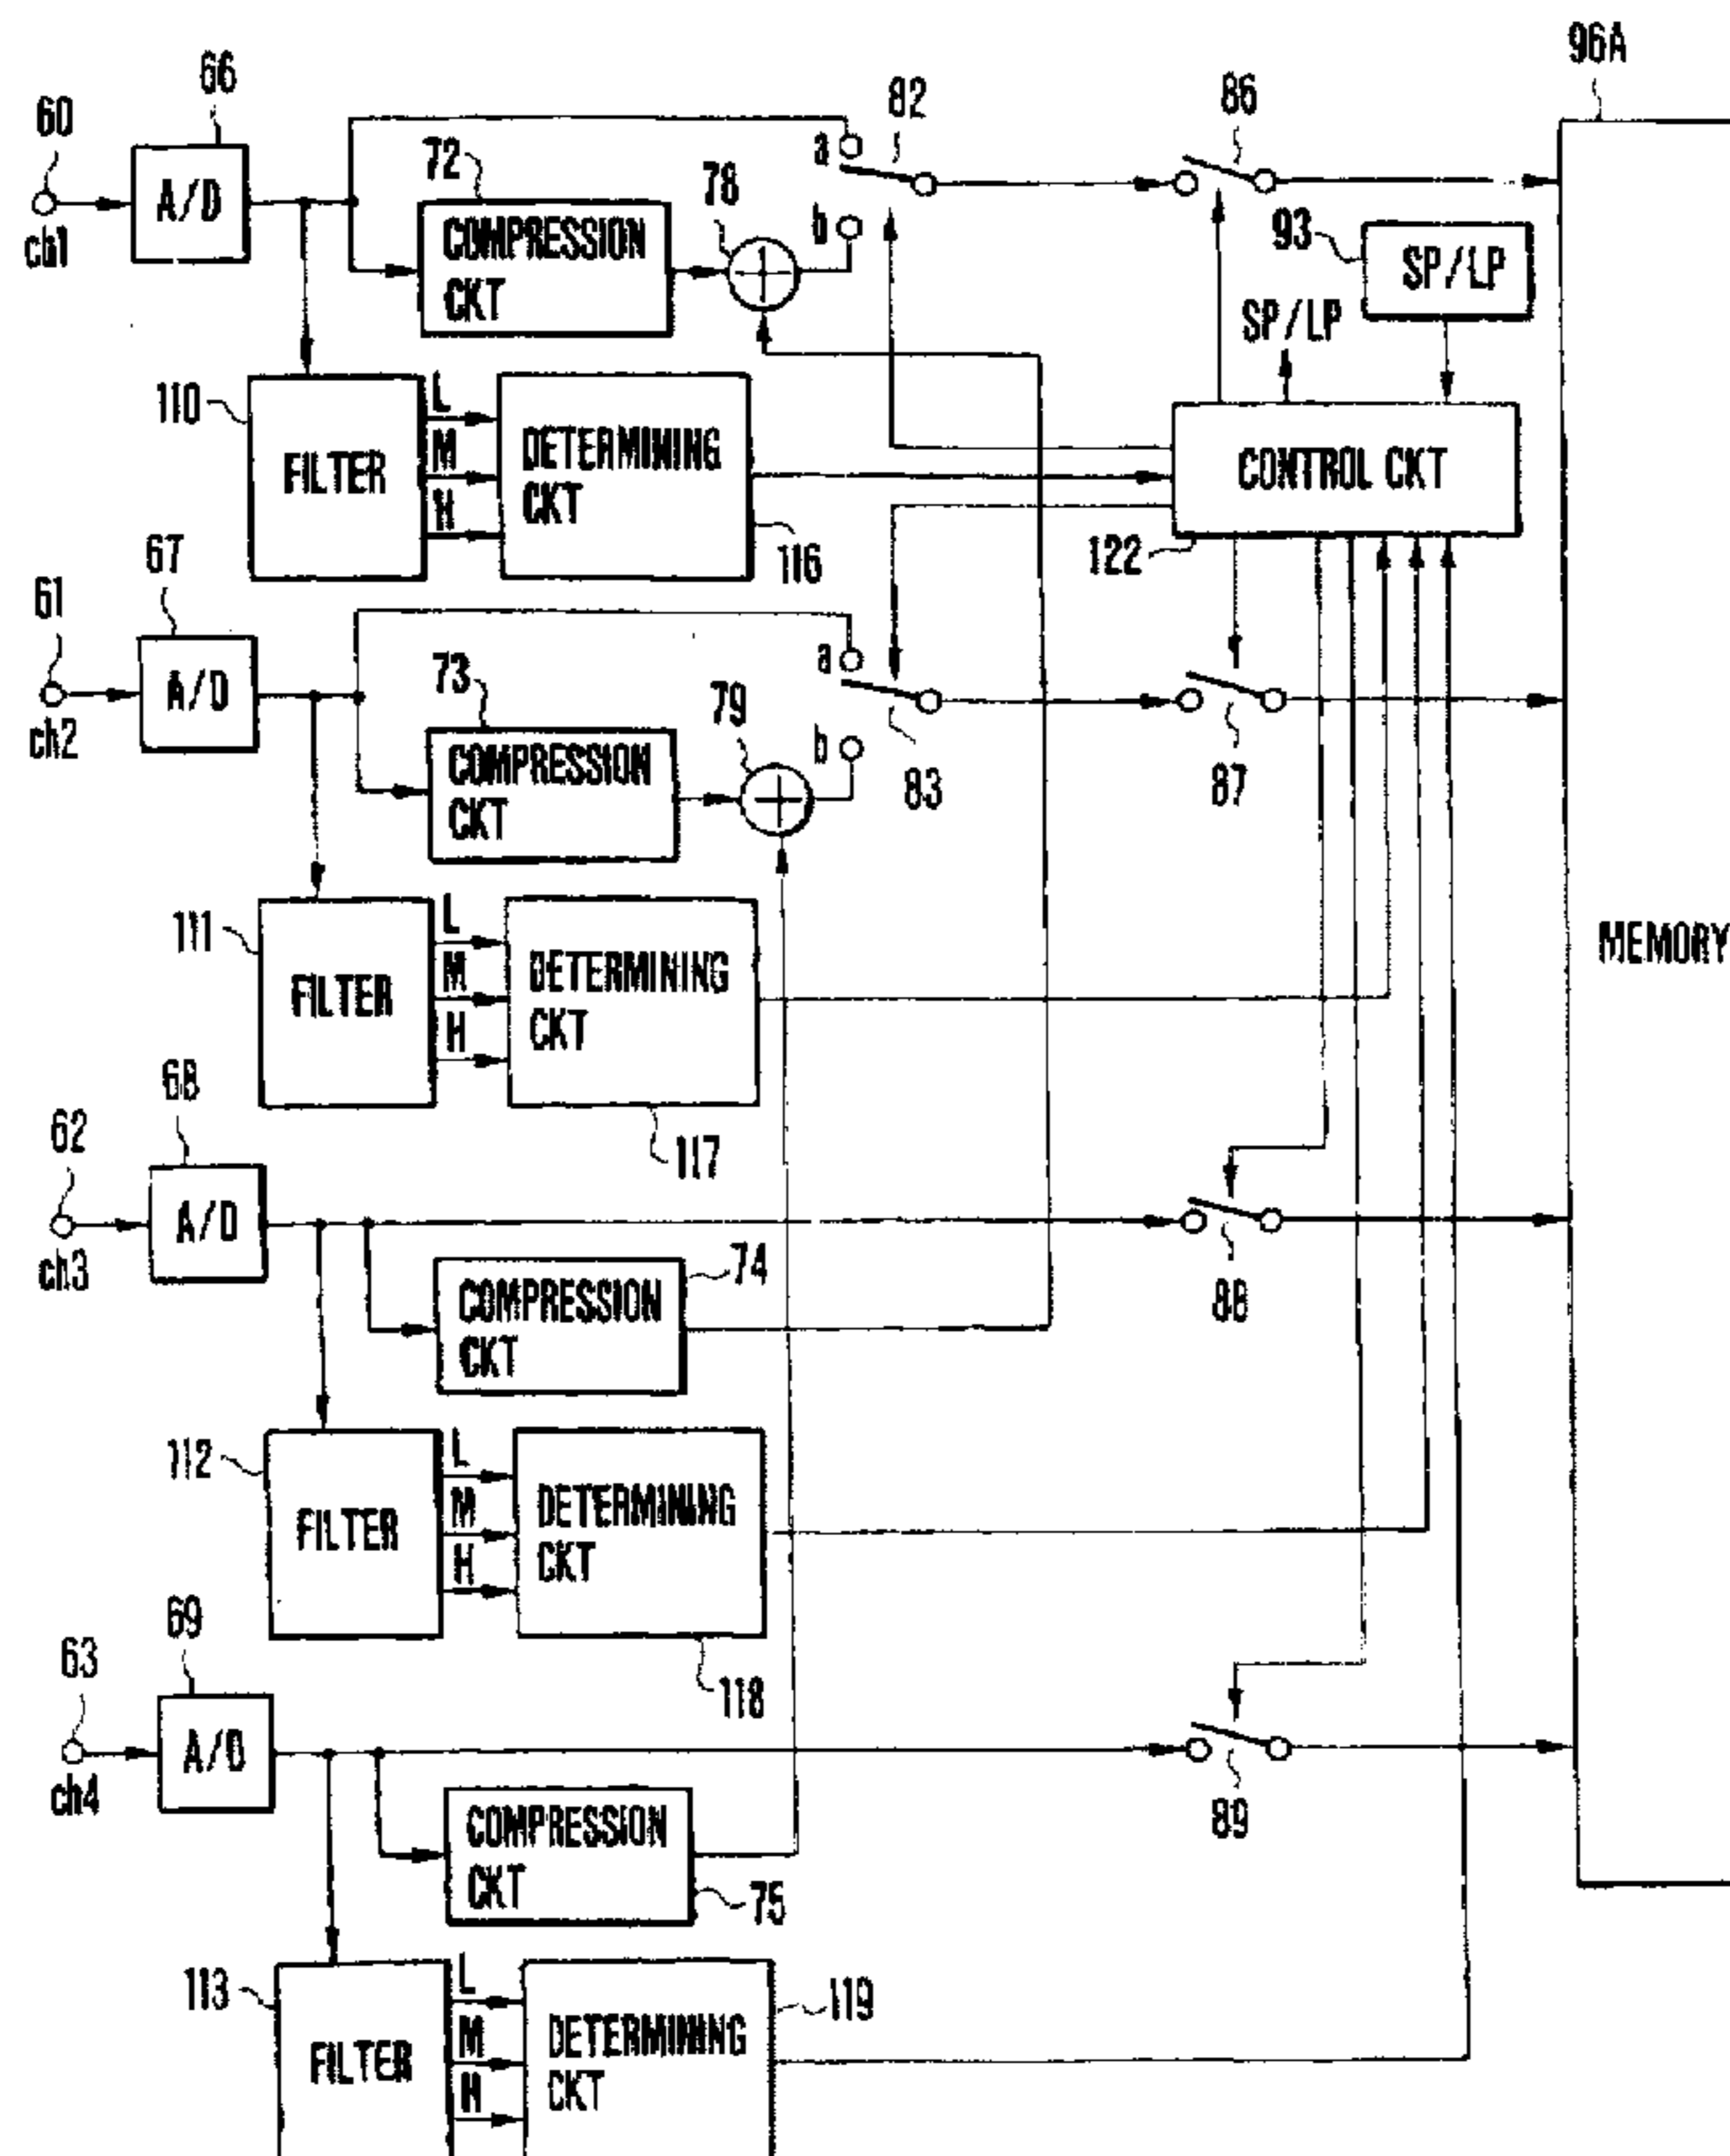 96A
66
60
82
86
A/D
72
78
a
ch1
COMPRESSION
CKT
b
93
SP/LP
SP/LP
110
L
M
H
FILTER
DETERMINING
CKT
CONTROL CKT
116
122
67
61
A/D
ch2
73
79
a
b
COMPRESSION
CKT
83
87
111
L
M
H
FILTER
DETERMINING
CKT
MEMORY
117
68
62
A/D
ch3
74
COMPRESSION
CKT
88
112
L
M
H
FILTER
DETERMINING
CKT
118
69
63
A/D
ch4
COMPRESSION
CKT
75
89
113
L
M
H
FILTER
DETERMINING
CKT
119